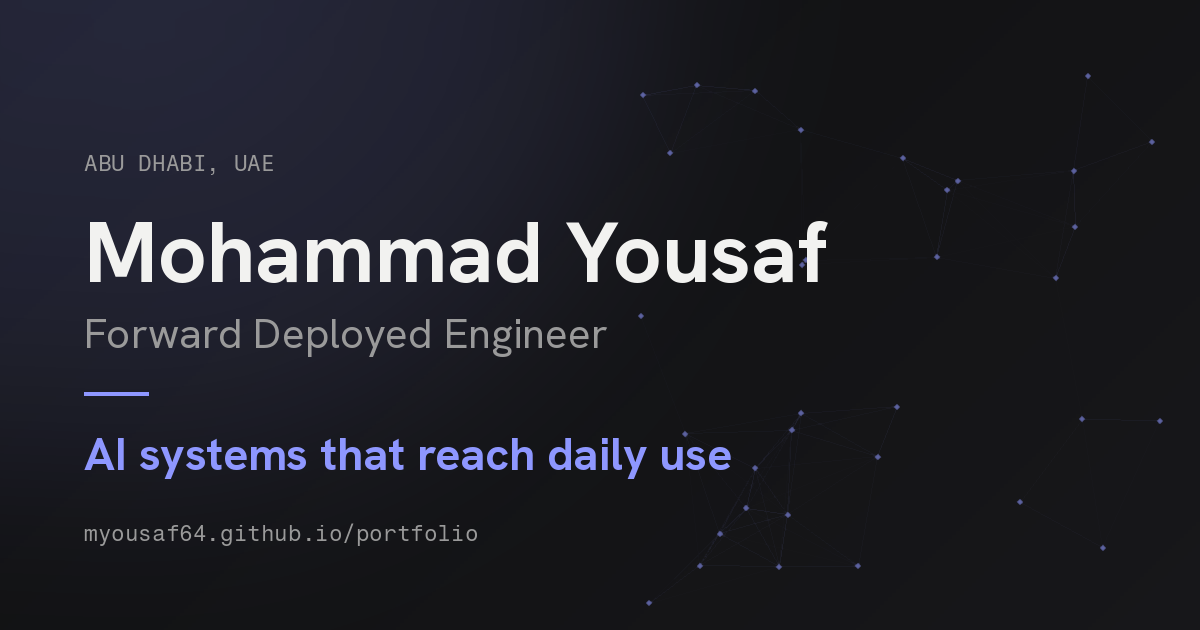 ABU DHABI, UAE
Mohammad Yousaf
Forward Deployed Engineer
AI systems that reach daily use
myousaf64.github.io/portfolio